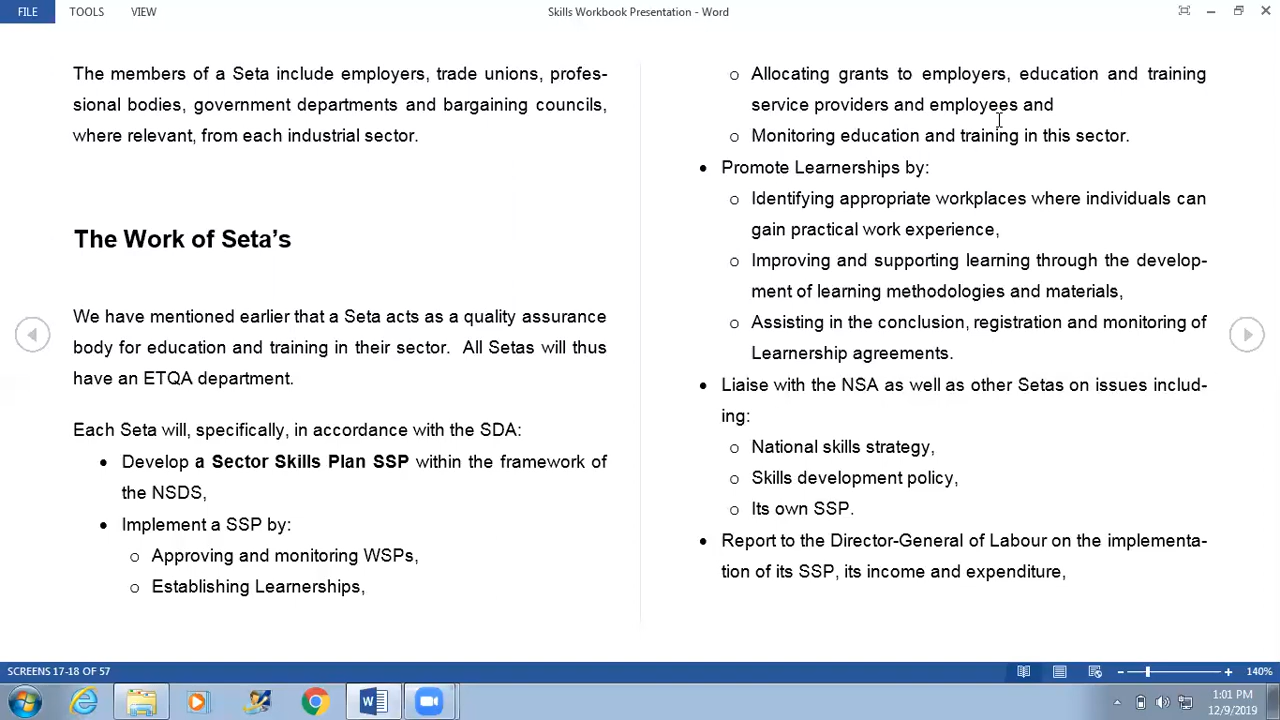 FILE TOOLS VIEW Skills Workbook Presentation - Word
The members of a Seta include employers, trade unions, profes-
sional bodies, government departments and bargaining councils,
where relevant, from each industrial sector.
The Work of Seta’s
We have mentioned earlier that a Seta acts as a quality assurance
body for education and training in their sector. All Setas will thus
have an ETQA department.
Each Seta will, specifically, in accordance with the SDA:
• Develop a Sector Skills Plan SSP within the framework of
the NSDS,
• Implement a SSP by:
o Approving and monitoring WSPs,
o Establishing Learnerships,
o Allocating grants to employers, education and training
service providers and employees and
o Monitoring education and training in this sector.
• Promote Learnerships by:
o Identifying appropriate workplaces where individuals can
gain practical work experience,
o Improving and supporting learning through the develop-
ment of learning methodologies and materials,
o Assisting in the conclusion, registration and monitoring of
Learnership agreements.
• Liaise with the NSA as well as other Setas on issues includ-
ing:
o National skills strategy,
o Skills development policy,
o Its own SSP.
• Report to the Director-General of Labour on the implementa-
tion of its SSP, its income and expenditure,
SCREENS 17-18 OF 57 140%
1:01 PM
12/9/2019